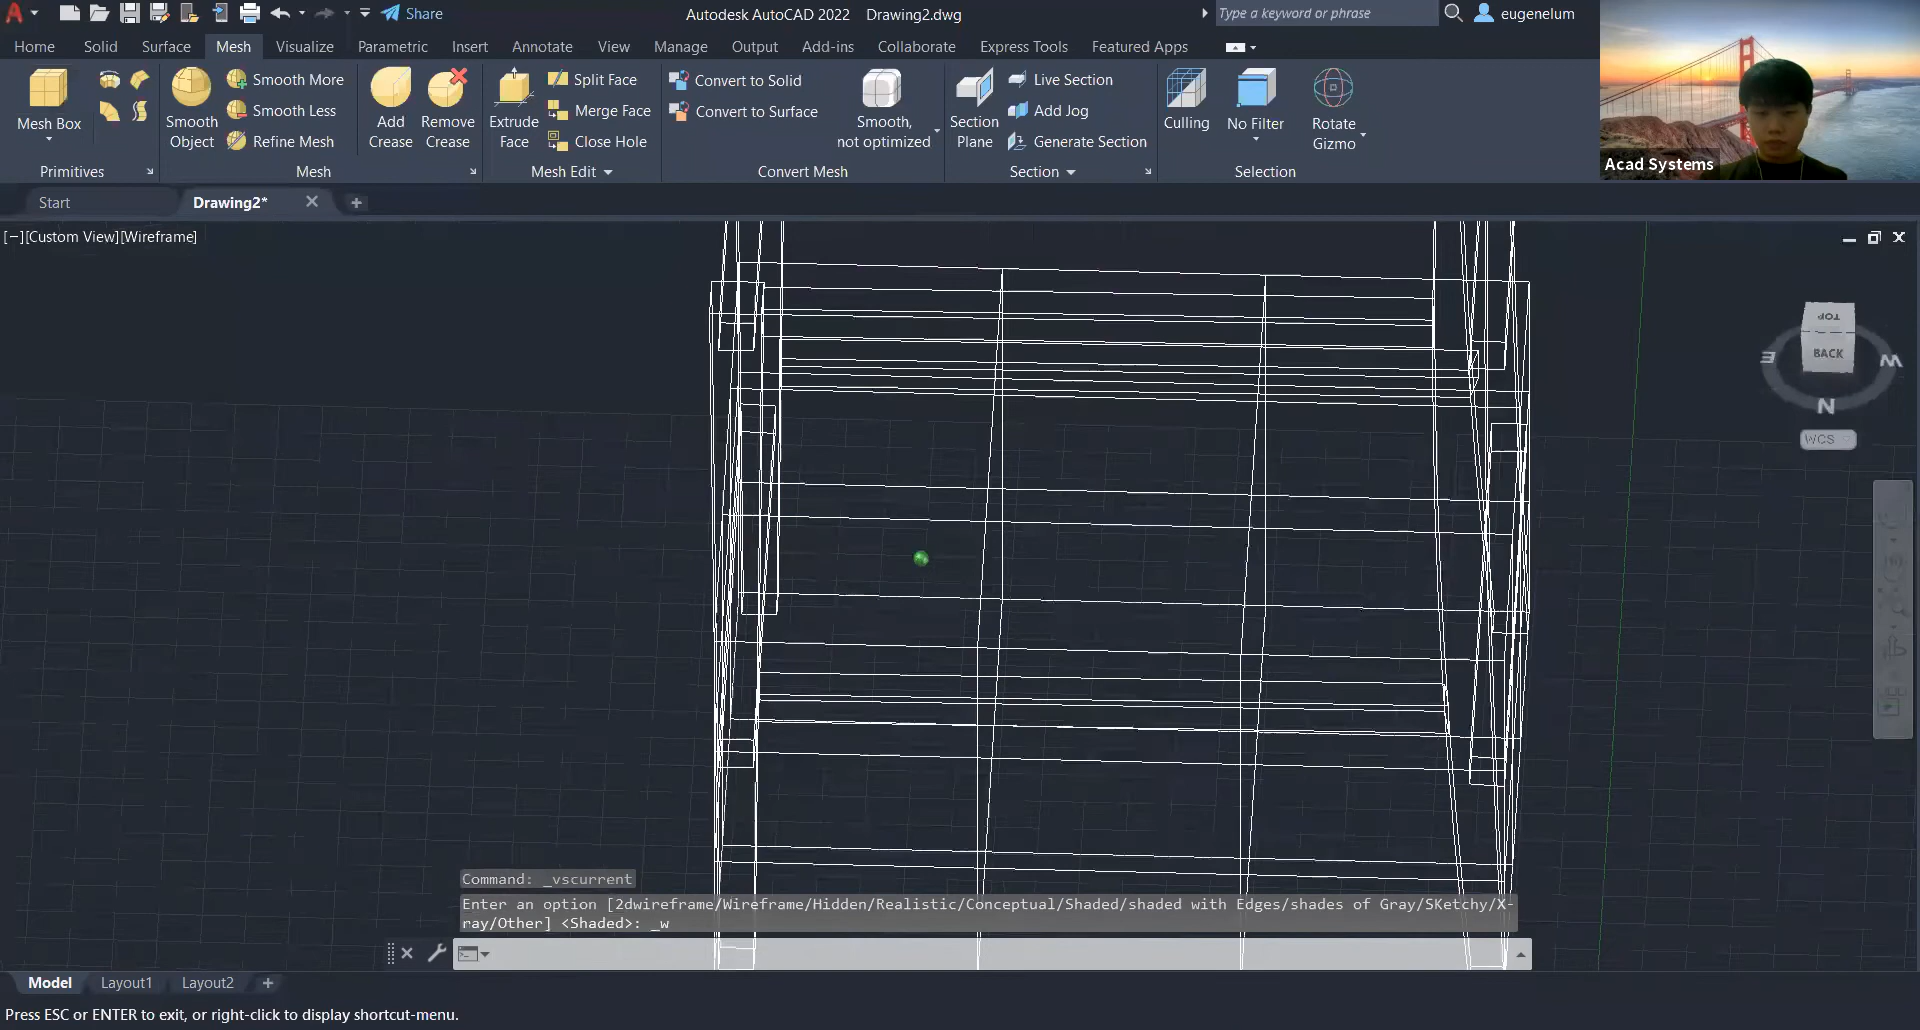 Share
Autodesk AutoCAD 2022 Drawing2.dwg
Type a keyword or phrase
eugenelum
Home Solid Surface Mesh Visualize Parametric Insert Annotate View Manage Output Add-ins Collaborate Express Tools Featured Apps
Mesh Box
Primitives
Smooth Object
Smooth More
Smooth Less
Refine Mesh
Add Crease
Remove Crease
Mesh
Extrude Face
Split Face
Merge Face
Close Hole
Mesh Edit
Convert to Solid
Convert to Surface
Smooth, not optimized
Convert Mesh
Section Plane
Live Section
Add Jog
Generate Section
Section
Culling
No Filter
Rotate Gizmo
Selection
Acad Systems
Start
Drawing2*
[−][Custom View][Wireframe]
TOP
BACK
E
W
N
WCS
Command: _vscurrent
Enter an option [2dwireframe/Wireframe/Hidden/Realistic/Conceptual/Shaded/shaded with Edges/shades of Gray/SKetchy/X-
ray/Other] <Shaded>: _w
Model Layout1 Layout2
Press ESC or ENTER to exit, or right-click to display shortcut-menu.